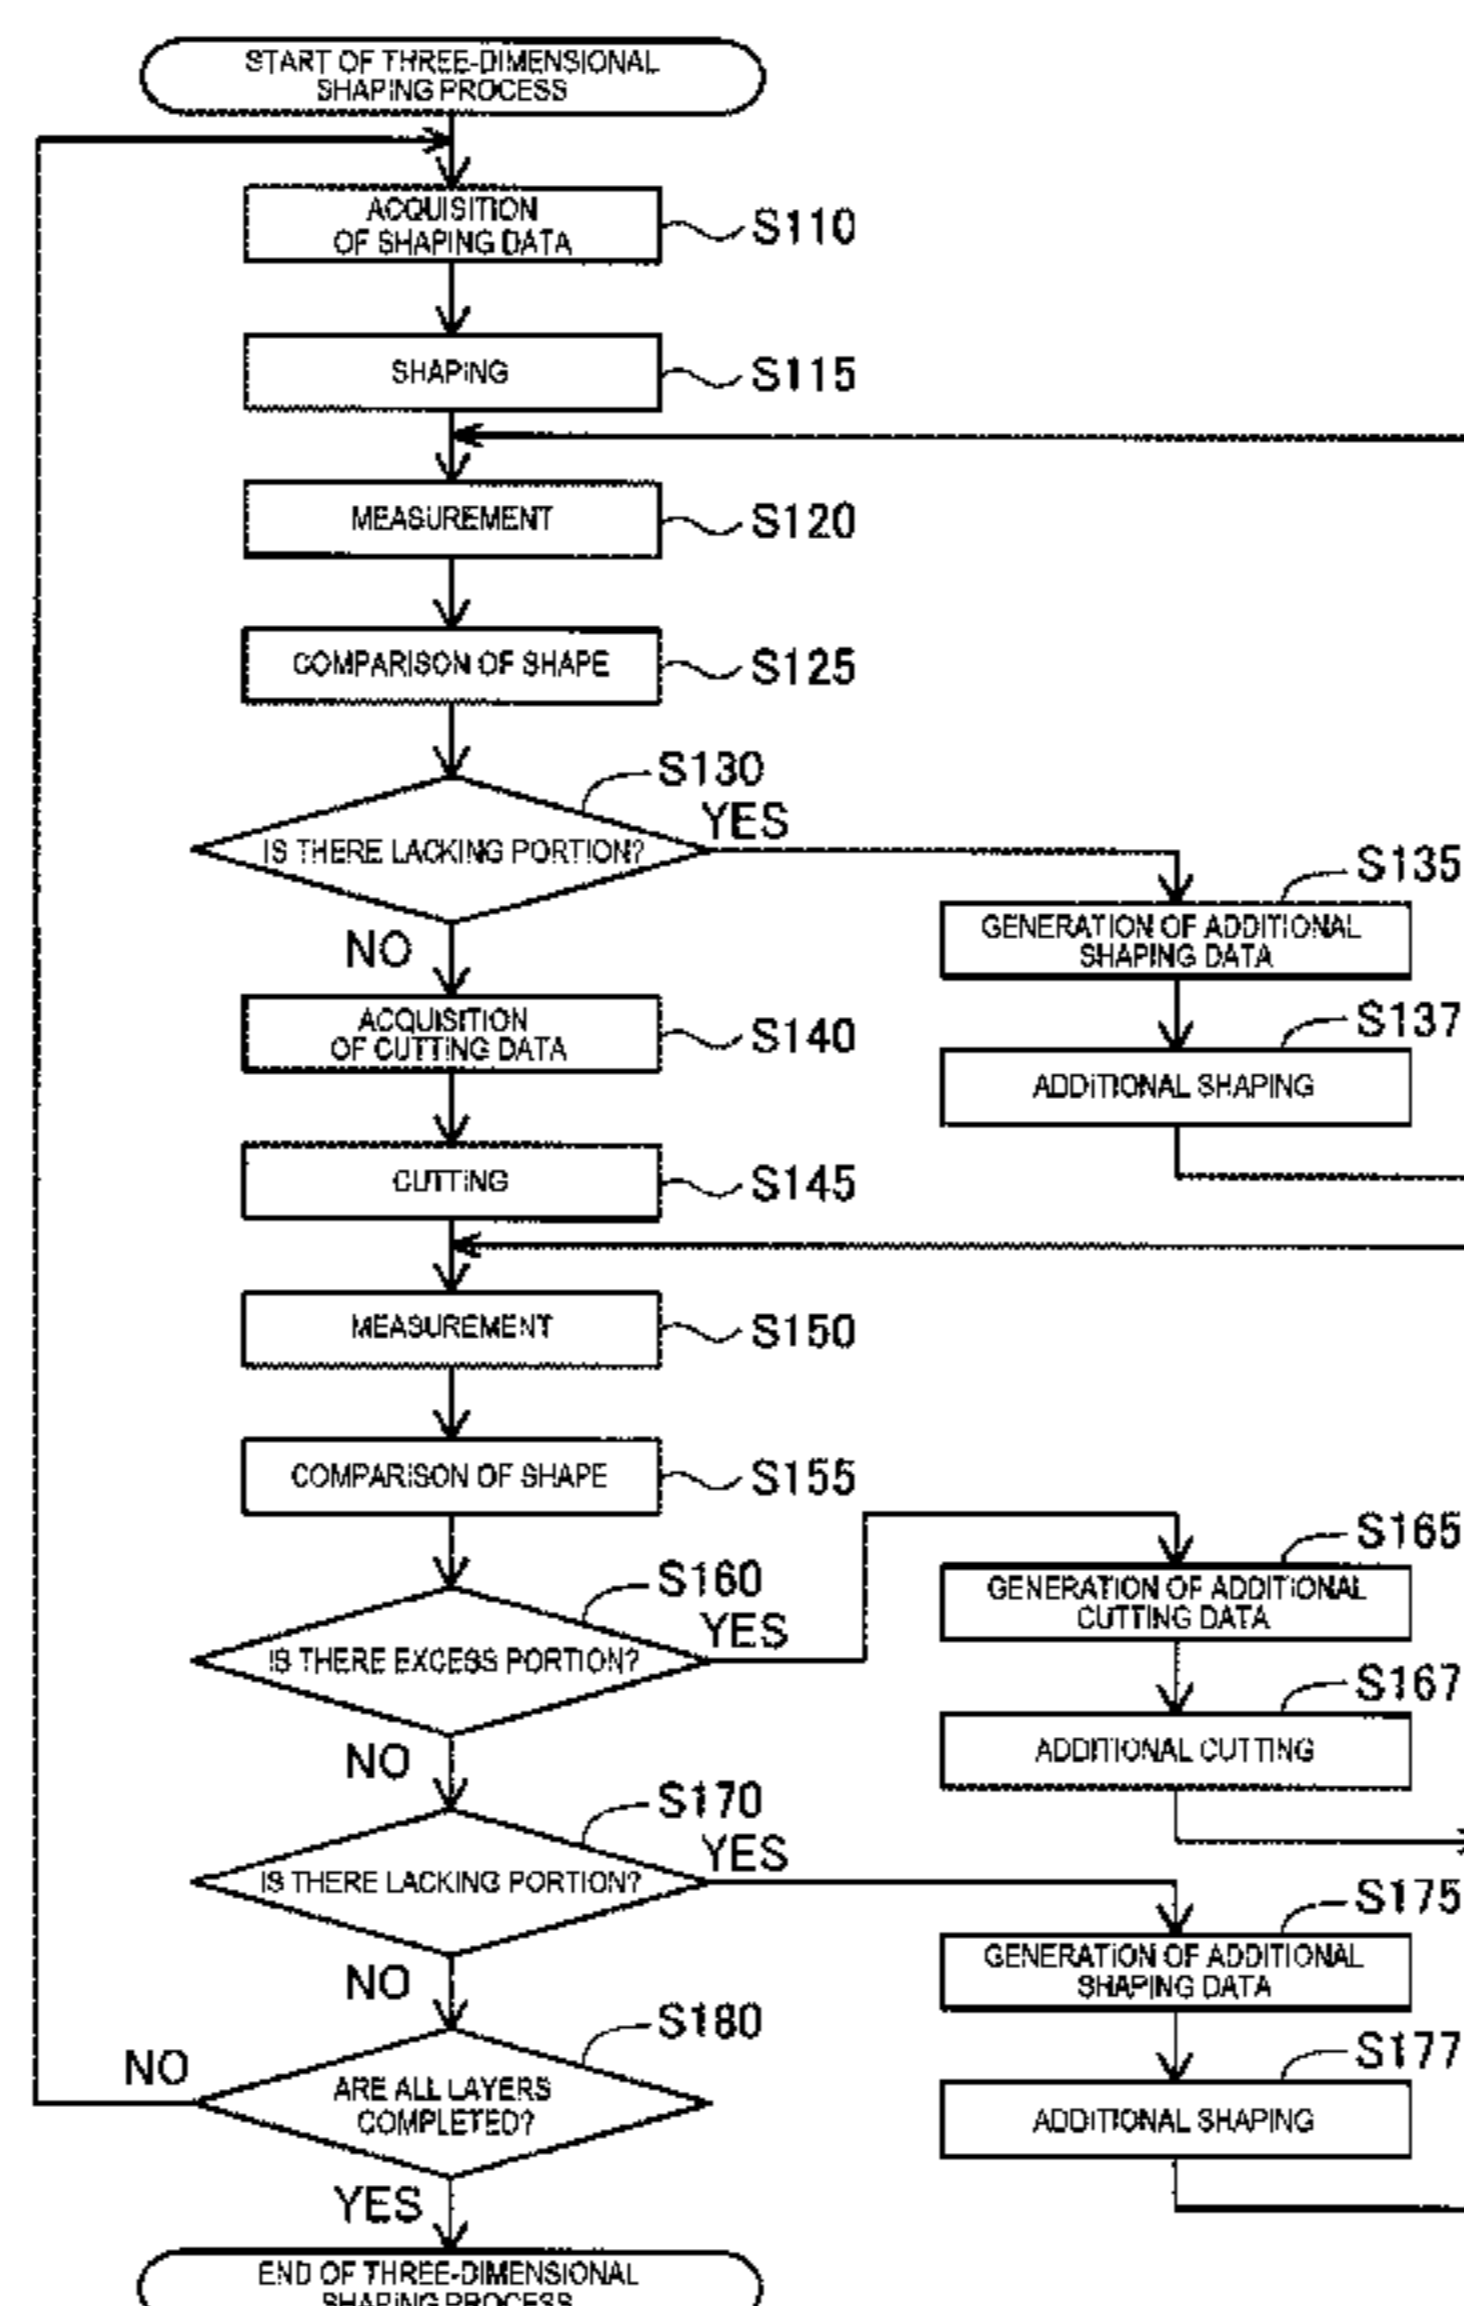 START OF THREE-DIMENSIONAL
SHAPING PROCESS
ACQUISITION
OF SHAPING DATA
S110
SHAPING
S115
MEASUREMENT
S120
COMPARISON OF SHAPE
S125
S130
IS THERE LACKING PORTION?
YES
NO
S135
GENERATION OF ADDITIONAL
SHAPING DATA
S137
ADDITIONAL SHAPING
ACQUISITION
OF CUTTING DATA
S140
CUTTING
S145
MEASUREMENT
S150
COMPARISON OF SHAPE
S155
S160
IS THERE EXCESS PORTION?
YES
NO
S165
GENERATION OF ADDITIONAL
CUTTING DATA
S167
ADDITIONAL CUTTING
S170
IS THERE LACKING PORTION?
YES
NO
S175
GENERATION OF ADDITIONAL
SHAPING DATA
S177
ADDITIONAL SHAPING
S180
ARE ALL LAYERS
COMPLETED?
NO
YES
END OF THREE-DIMENSIONAL
SHAPING PROCESS